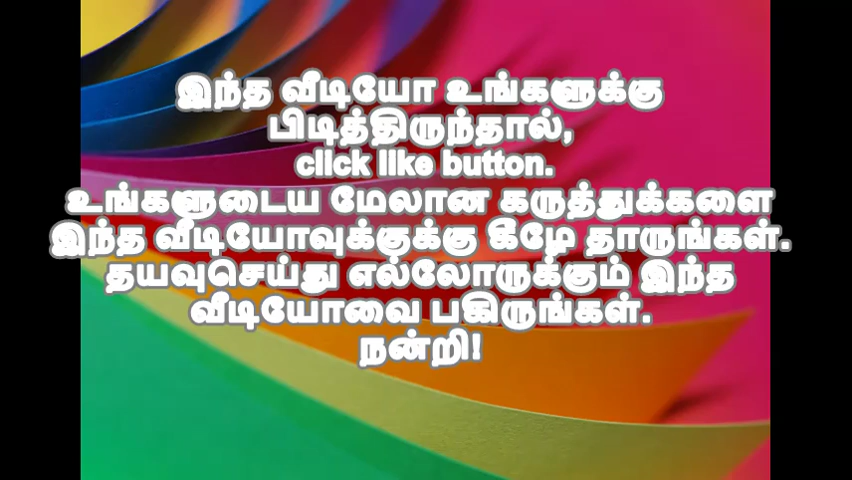 இந்த வீடியோ உங்களுக்கு
பிடித்திருந்தால்,
click like button.
உங்களுடைய மேலான கருத்துக்களை
இந்த வீடியோவுக்குக்கு கீழே தாருங்கள்.
தயவுசெய்து எல்லோருக்கும் இந்த
வீடியோவை பகிருங்கள்.
நன்றி!